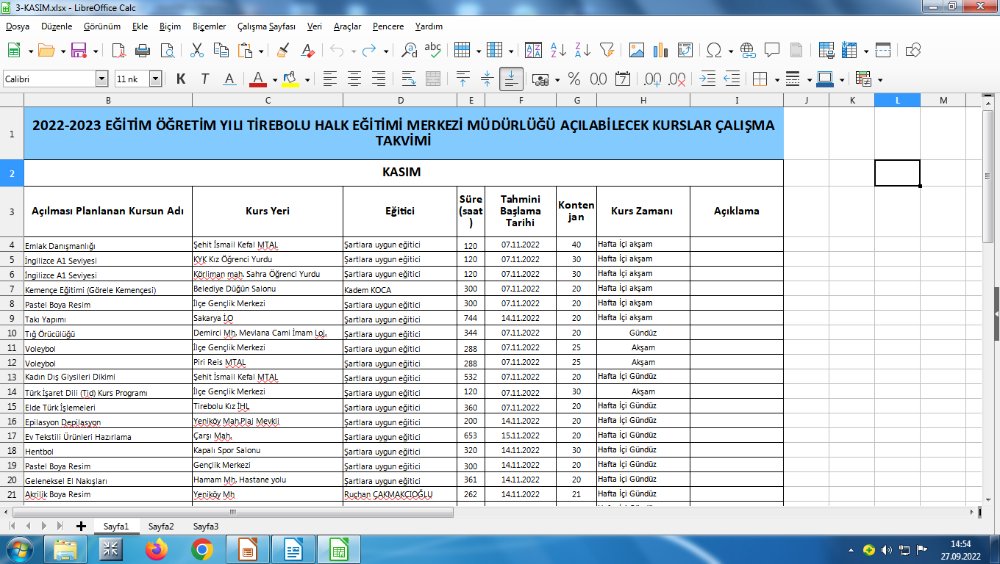 3-KASIM.xlsx - LibreOffice Calc
Dosya Düzenle Görünüm Ekle Biçim Biçemler Çalışma Sayfası Veri Araçlar Pencere Yardım
Calibri 11 nk K T A
B C D E F G H I J K L M
1 2022-2023 EĞİTİM ÖĞRETİM YILI TİREBOLU HALK EĞİTİMİ MERKEZİ MÜDÜRLÜĞÜ AÇILABİLECEK KURSLAR ÇALIŞMA
TAKVİMİ
2 KASIM
3 Açılması Planlanan Kursun Adı Kurs Yeri Eğitici Süre (saat ) Tahmini Başlama Tarihi Konten jan Kurs Zamanı Açıklama
4 Emlak Danışmanlığı Şehit İsmail Kefal MTAL Şartlara uygun eğitici 120 07.11.2022 40 Hafta İçi akşam
5 İngilizce A1 Seviyesi KYK Kız Öğrenci Yurdu Şartlara uygun eğitici 120 07.11.2022 30 Hafta İçi akşam
6 İngilizce A1 Seviyesi Körliman mah. Sahra Öğrenci Yurdu Şartlara uygun eğitici 120 07.11.2022 30 Hafta İçi akşam
7 Kemençe Eğitimi (Görele Kemençesi) Belediye Düğün Salonu Kadem KOCA 300 07.11.2022 20 Hafta İçi akşam
8 Pastel Boya Resim İlçe Gençlik Merkezi Şartlara uygun eğitici 300 07.11.2022 20 Hafta İçi akşam
9 Takı Yapımı Sakarya İ.O Şartlara uygun eğitici 744 14.11.2022 20 Hafta İçi akşam
10 Tığ Örücülüğü Demirci Mh. Mevlana Cami İmam Loj. Şartlara uygun eğitici 344 07.11.2022 20 Gündüz
11 Voleybol İlçe Gençlik Merkezi Şartlara uygun eğitici 288 07.11.2022 25 Akşam
12 Voleybol Piri Reis MTAL Şartlara uygun eğitici 288 07.11.2022 25 Akşam
13 Kadın Dış Giysileri Dikimi Şehit İsmail Kefal MTAL Şartlara uygun eğitici 532 07.11.2022 20 Hafta İçi Gündüz
14 Türk İşaret Dili (Tid) Kurs Programı İlçe Gençlik Merkezi Şartlara uygun eğitici 120 07.11.2022 30 Akşam
15 Elde Türk İşlemeleri Tirebolu Kız İHL Şartlara uygun eğitici 360 07.11.2022 20 Hafta İçi Gündüz
16 Epilasyon Depilasyon Yeniköy Mah.Plaj Mevkii Şartlara uygun eğitici 200 14.11.2022 20 Hafta İçi Gündüz
17 Ev Tekstili Ürünleri Hazırlama Çarşı Mah. Şartlara uygun eğitici 653 15.11.2022 20 Hafta İçi Gündüz
18 Hentbol Kapalı Spor Salonu Şartlara uygun eğitici 320 14.11.2022 30 Hafta İçi Gündüz
19 Pastel Boya Resim Gençlik Merkezi Şartlara uygun eğitici 300 14.11.2022 20 Hafta İçi Gündüz
20 Geleneksel El Nakışları Hamam Mh. Hastane yolu Şartlara uygun eğitici 361 14.11.2022 20 Hafta İçi Gündüz
21 Akrilik Boya Resim Yeniköy Mh Ruçhan ÇAKMAKCIOĞLU 262 14.11.2022 21 Hafta İçi Gündüz
Sayfa1 Sayfa2 Sayfa3
14:54
27.09.2022